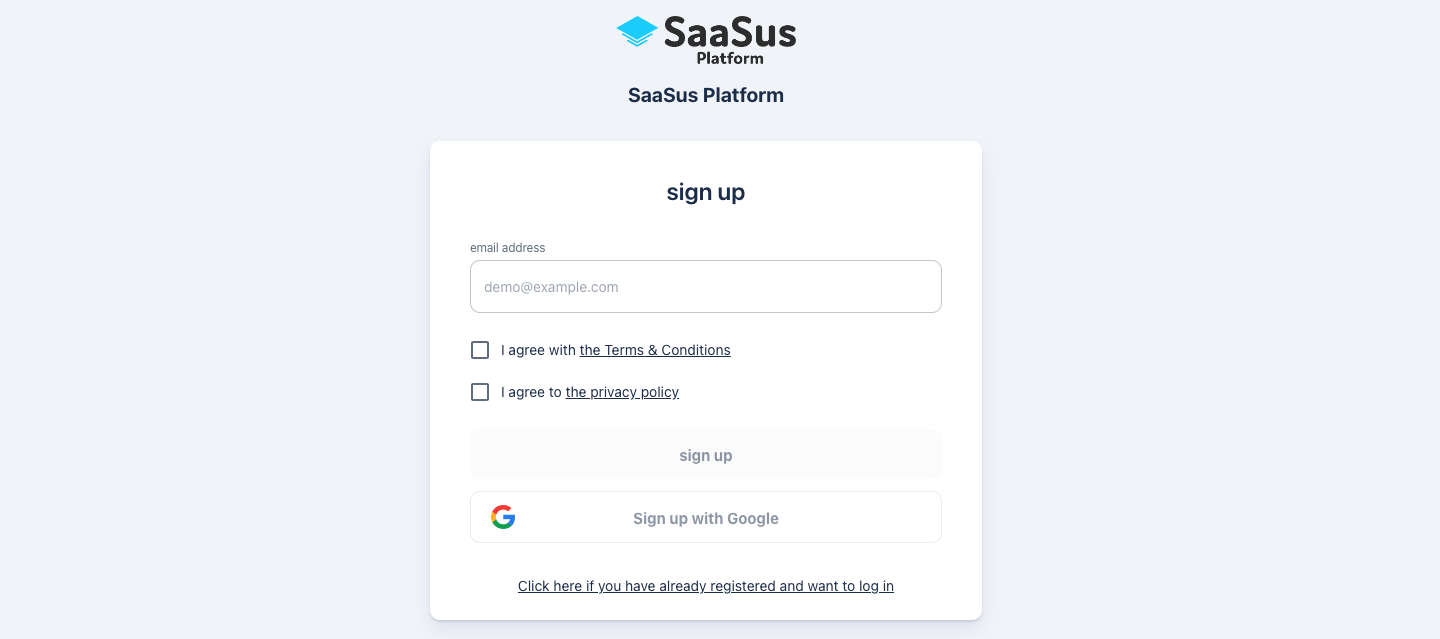 SaaSus
Platform
SaaSus Platform
sign up
email address
demo@example.com
I agree with the Terms & Conditions
I agree to the privacy policy
sign up
Sign up with Google
Click here if you have already registered and want to log in